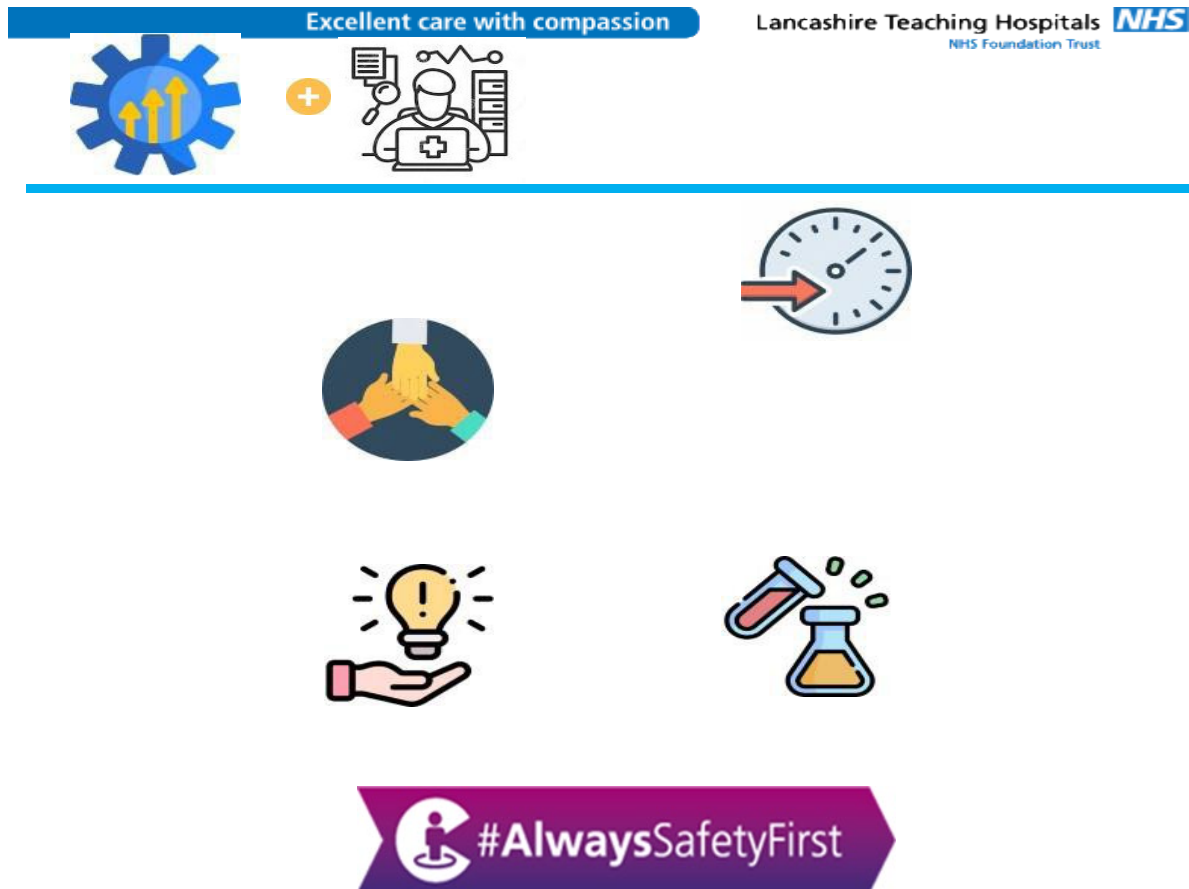 Excellent care with compassion
Lancashire Teaching Hospitals NHS
NHS Foundation Trust
#AlwaysSafetyFirst